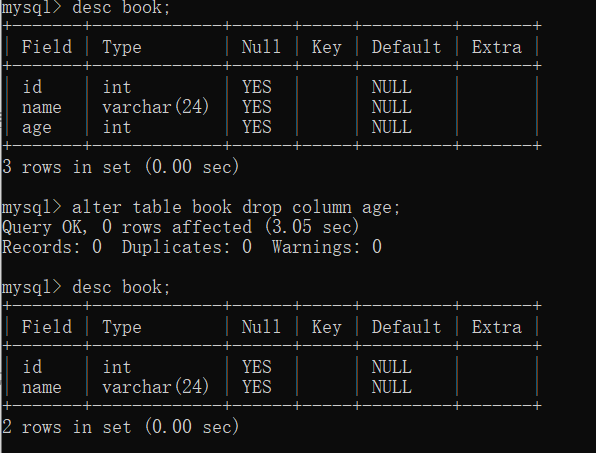 mysql> desc book;
+-------+-------------+------+-----+---------+-------+
| Field | Type        | Null | Key | Default | Extra |
+-------+-------------+------+-----+---------+-------+
| id    | int         | YES  |     | NULL    |       |
| name  | varchar(24) | YES  |     | NULL    |       |
| age   | int         | YES  |     | NULL    |       |
+-------+-------------+------+-----+---------+-------+
3 rows in set (0.00 sec)
mysql> alter table book drop column age;
Query OK, 0 rows affected (3.05 sec)
Records: 0  Duplicates: 0  Warnings: 0
mysql> desc book;
+-------+-------------+------+-----+---------+-------+
| Field | Type        | Null | Key | Default | Extra |
+-------+-------------+------+-----+---------+-------+
| id    | int         | YES  |     | NULL    |       |
| name  | varchar(24) | YES  |     | NULL    |       |
+-------+-------------+------+-----+---------+-------+
2 rows in set (0.00 sec)